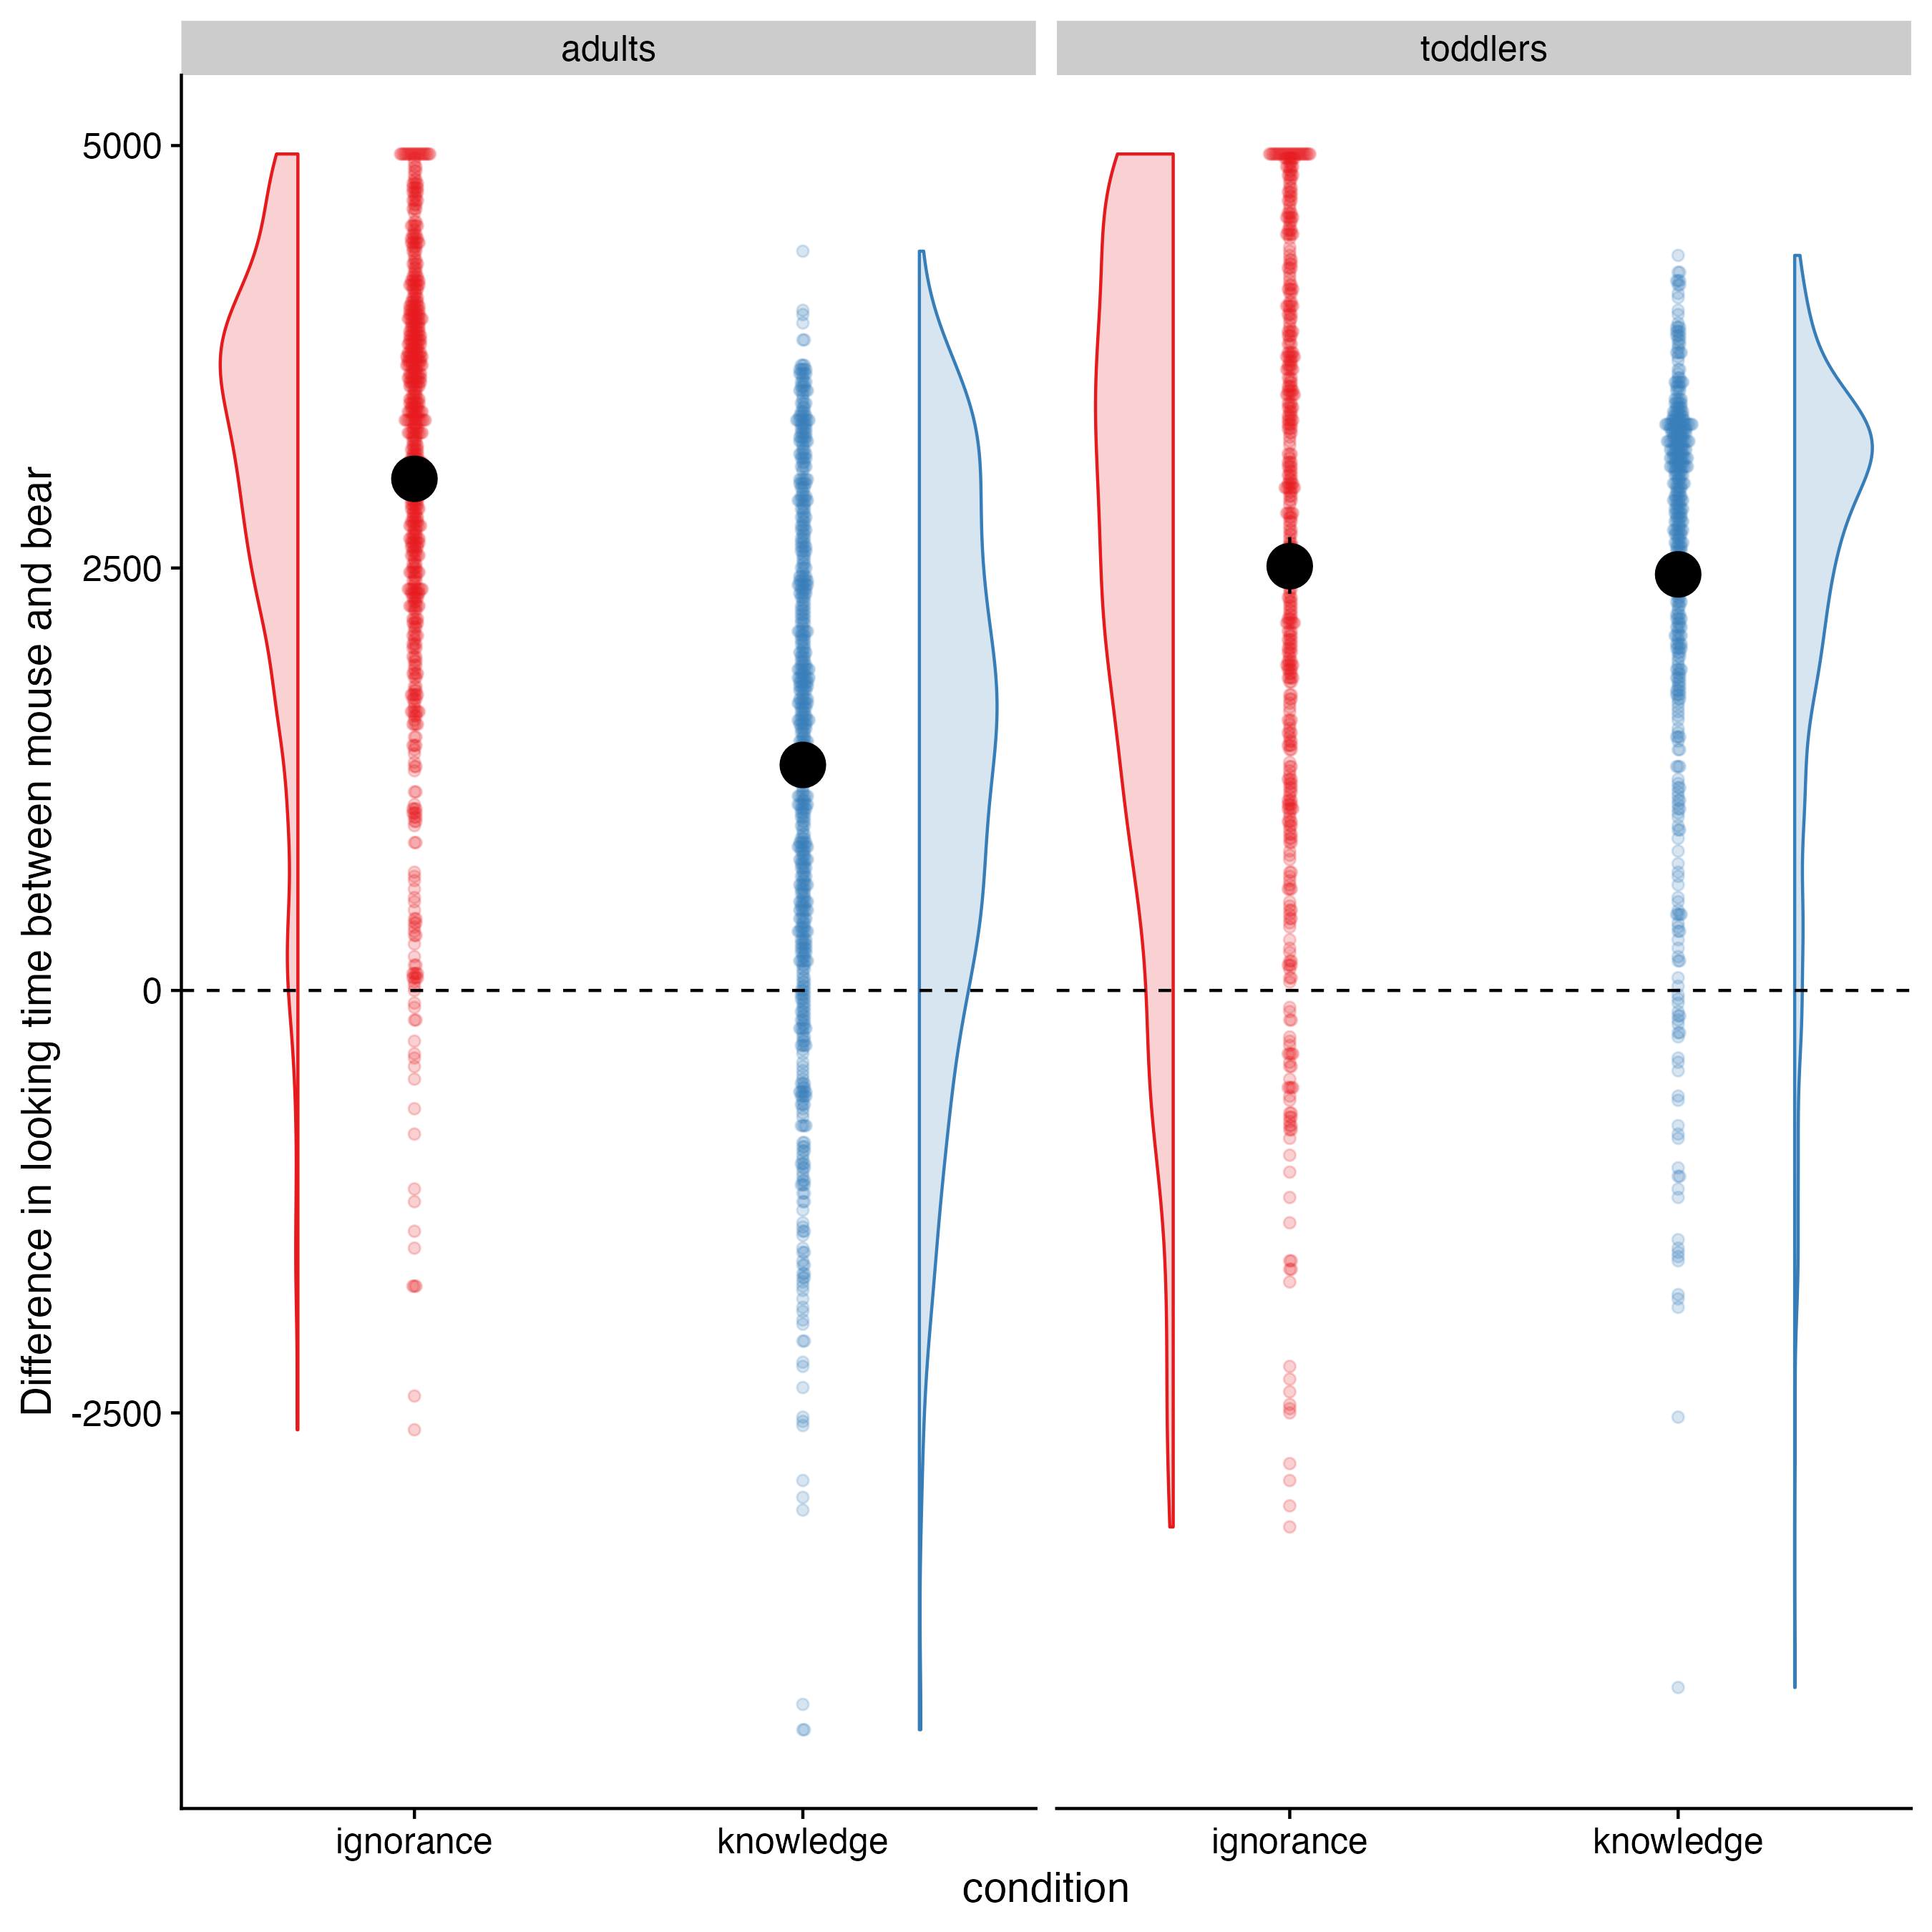 adults
toddlers
Difference in looking time between mouse and bear
5000
2500
0
-2500
ignorance
knowledge
ignorance
knowledge
condition